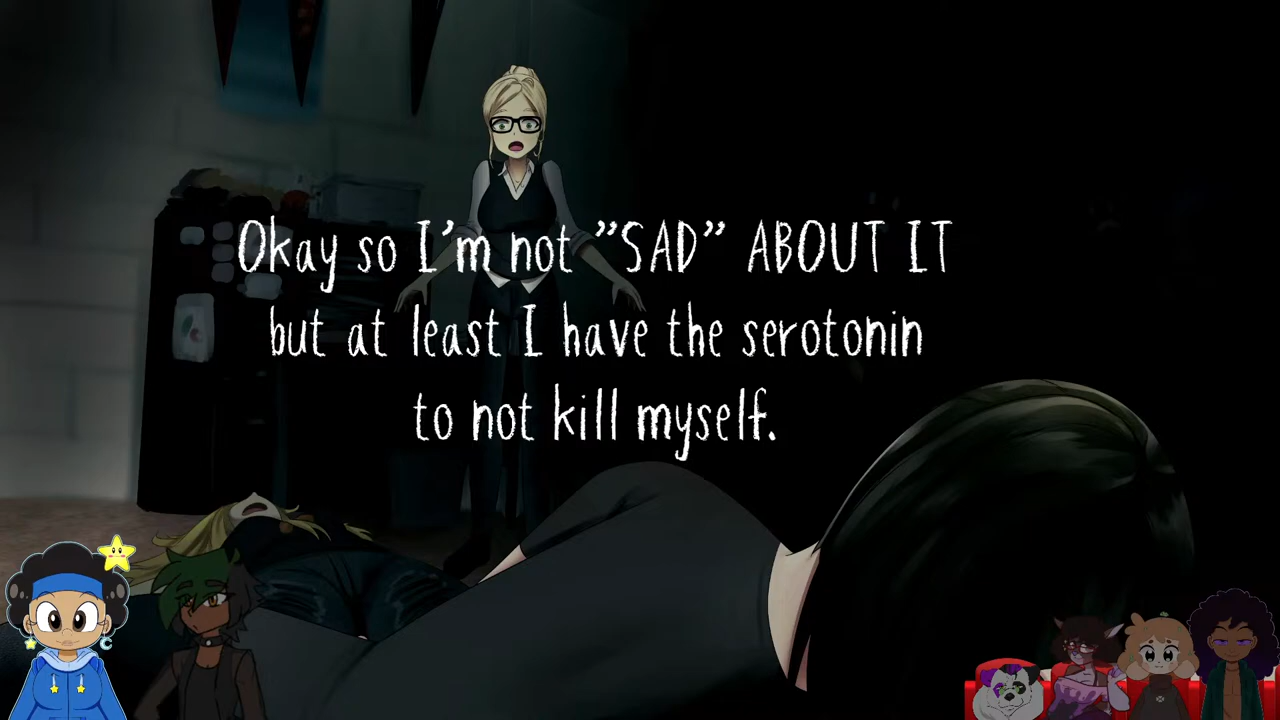 Okay so I'm not "SAD" ABOUT IT
but at least I have the serotonin
to not kill myself.